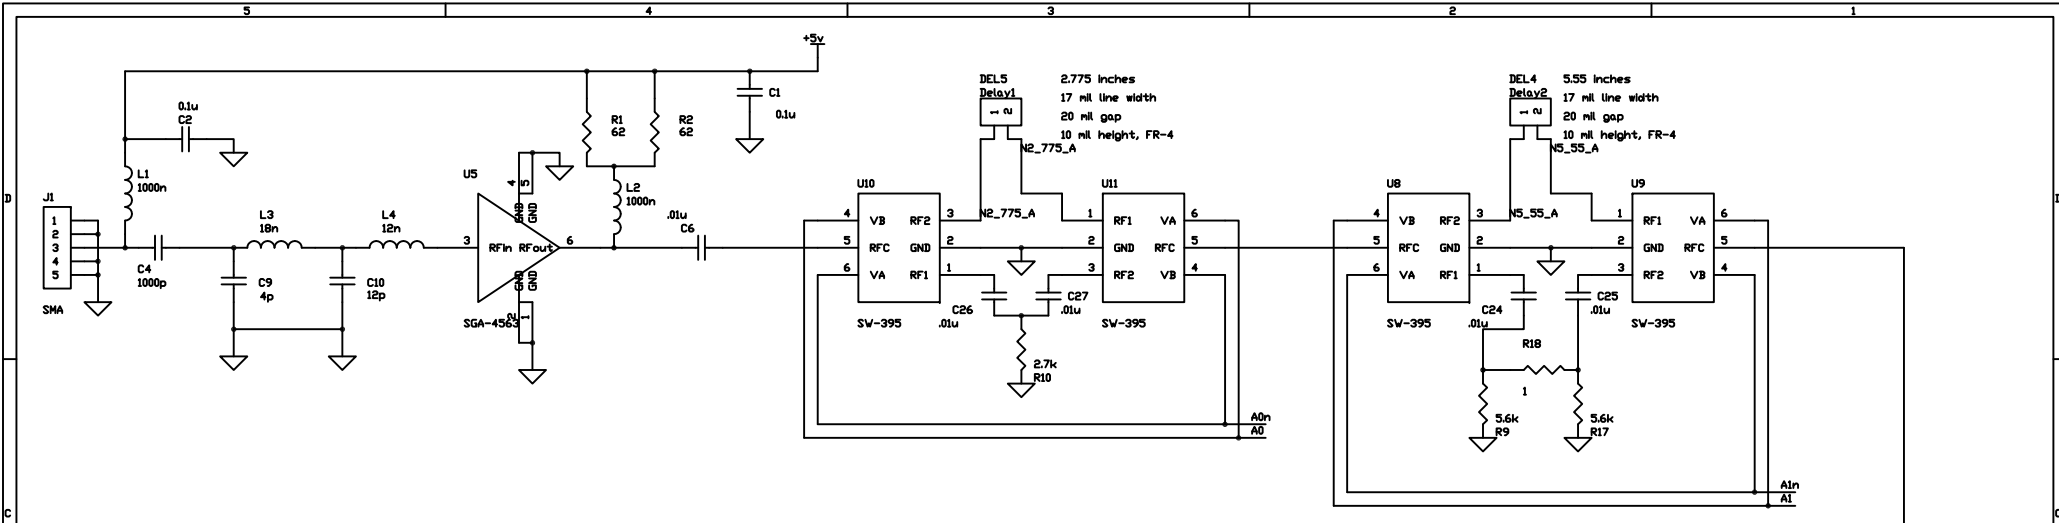 5 4 3 2 1
+5v
DEL5 2.775 inches
Delay1 17 mil line width
1 2 20 mil gap
10 mil height, FR-4
N2_775_A
DEL4 5.55 inches
Delay2 17 mil line width
1 2 20 mil gap
10 mil height, FR-4
N5_55_A
0.1u
C2
R1
62
R2
62
C1
0.1u
L1
1000n
U5
4 5
GND GND
L2
1000n
.01u
C6
D
J1
1
2
3
4
5
SMA
L3
18n
L4
12n
3 RFin RFout 6
GND GND
2 1
SGA-4563
C4
1000p
C9
4p
C10
12p
U10
4 VB RF2 3
5 RFC GND 2
6 VA RF1 1
SW-395
N2_775_A
U11
1 RF1 VA 6
2 GND RFC 5
3 RF2 VB 4
SW-395
C26
.01u
C27
.01u
2.7k
R10
A0n
A0
U8
4 VB RF2 3
5 RFC GND 2
6 VA RF1 1
SW-395
N5_55_A
U9
1 RF1 VA 6
2 GND RFC 5
3 RF2 VB 4
SW-395
C24
.01u
C25
.01u
R18
1
5.6k
R9
5.6k
R17
A1n
A1
C